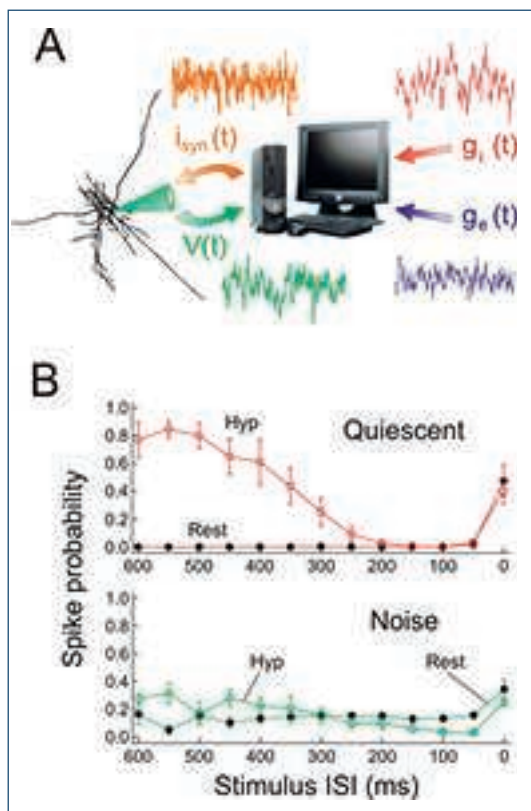 A
i_syn(t)
g_i (t)
V(t)
g_e (t)
B
Spike probability
1.0
0.8
0.6
0.4
0.2
0.0
Hyp
Quiescent
Rest
600 500 400 300 200 100 0
1.0
0.8
0.6
0.4
0.2
0.0
Noise
Hyp
Rest
600 500 400 300 200 100 0
Stimulus ISI (ms)